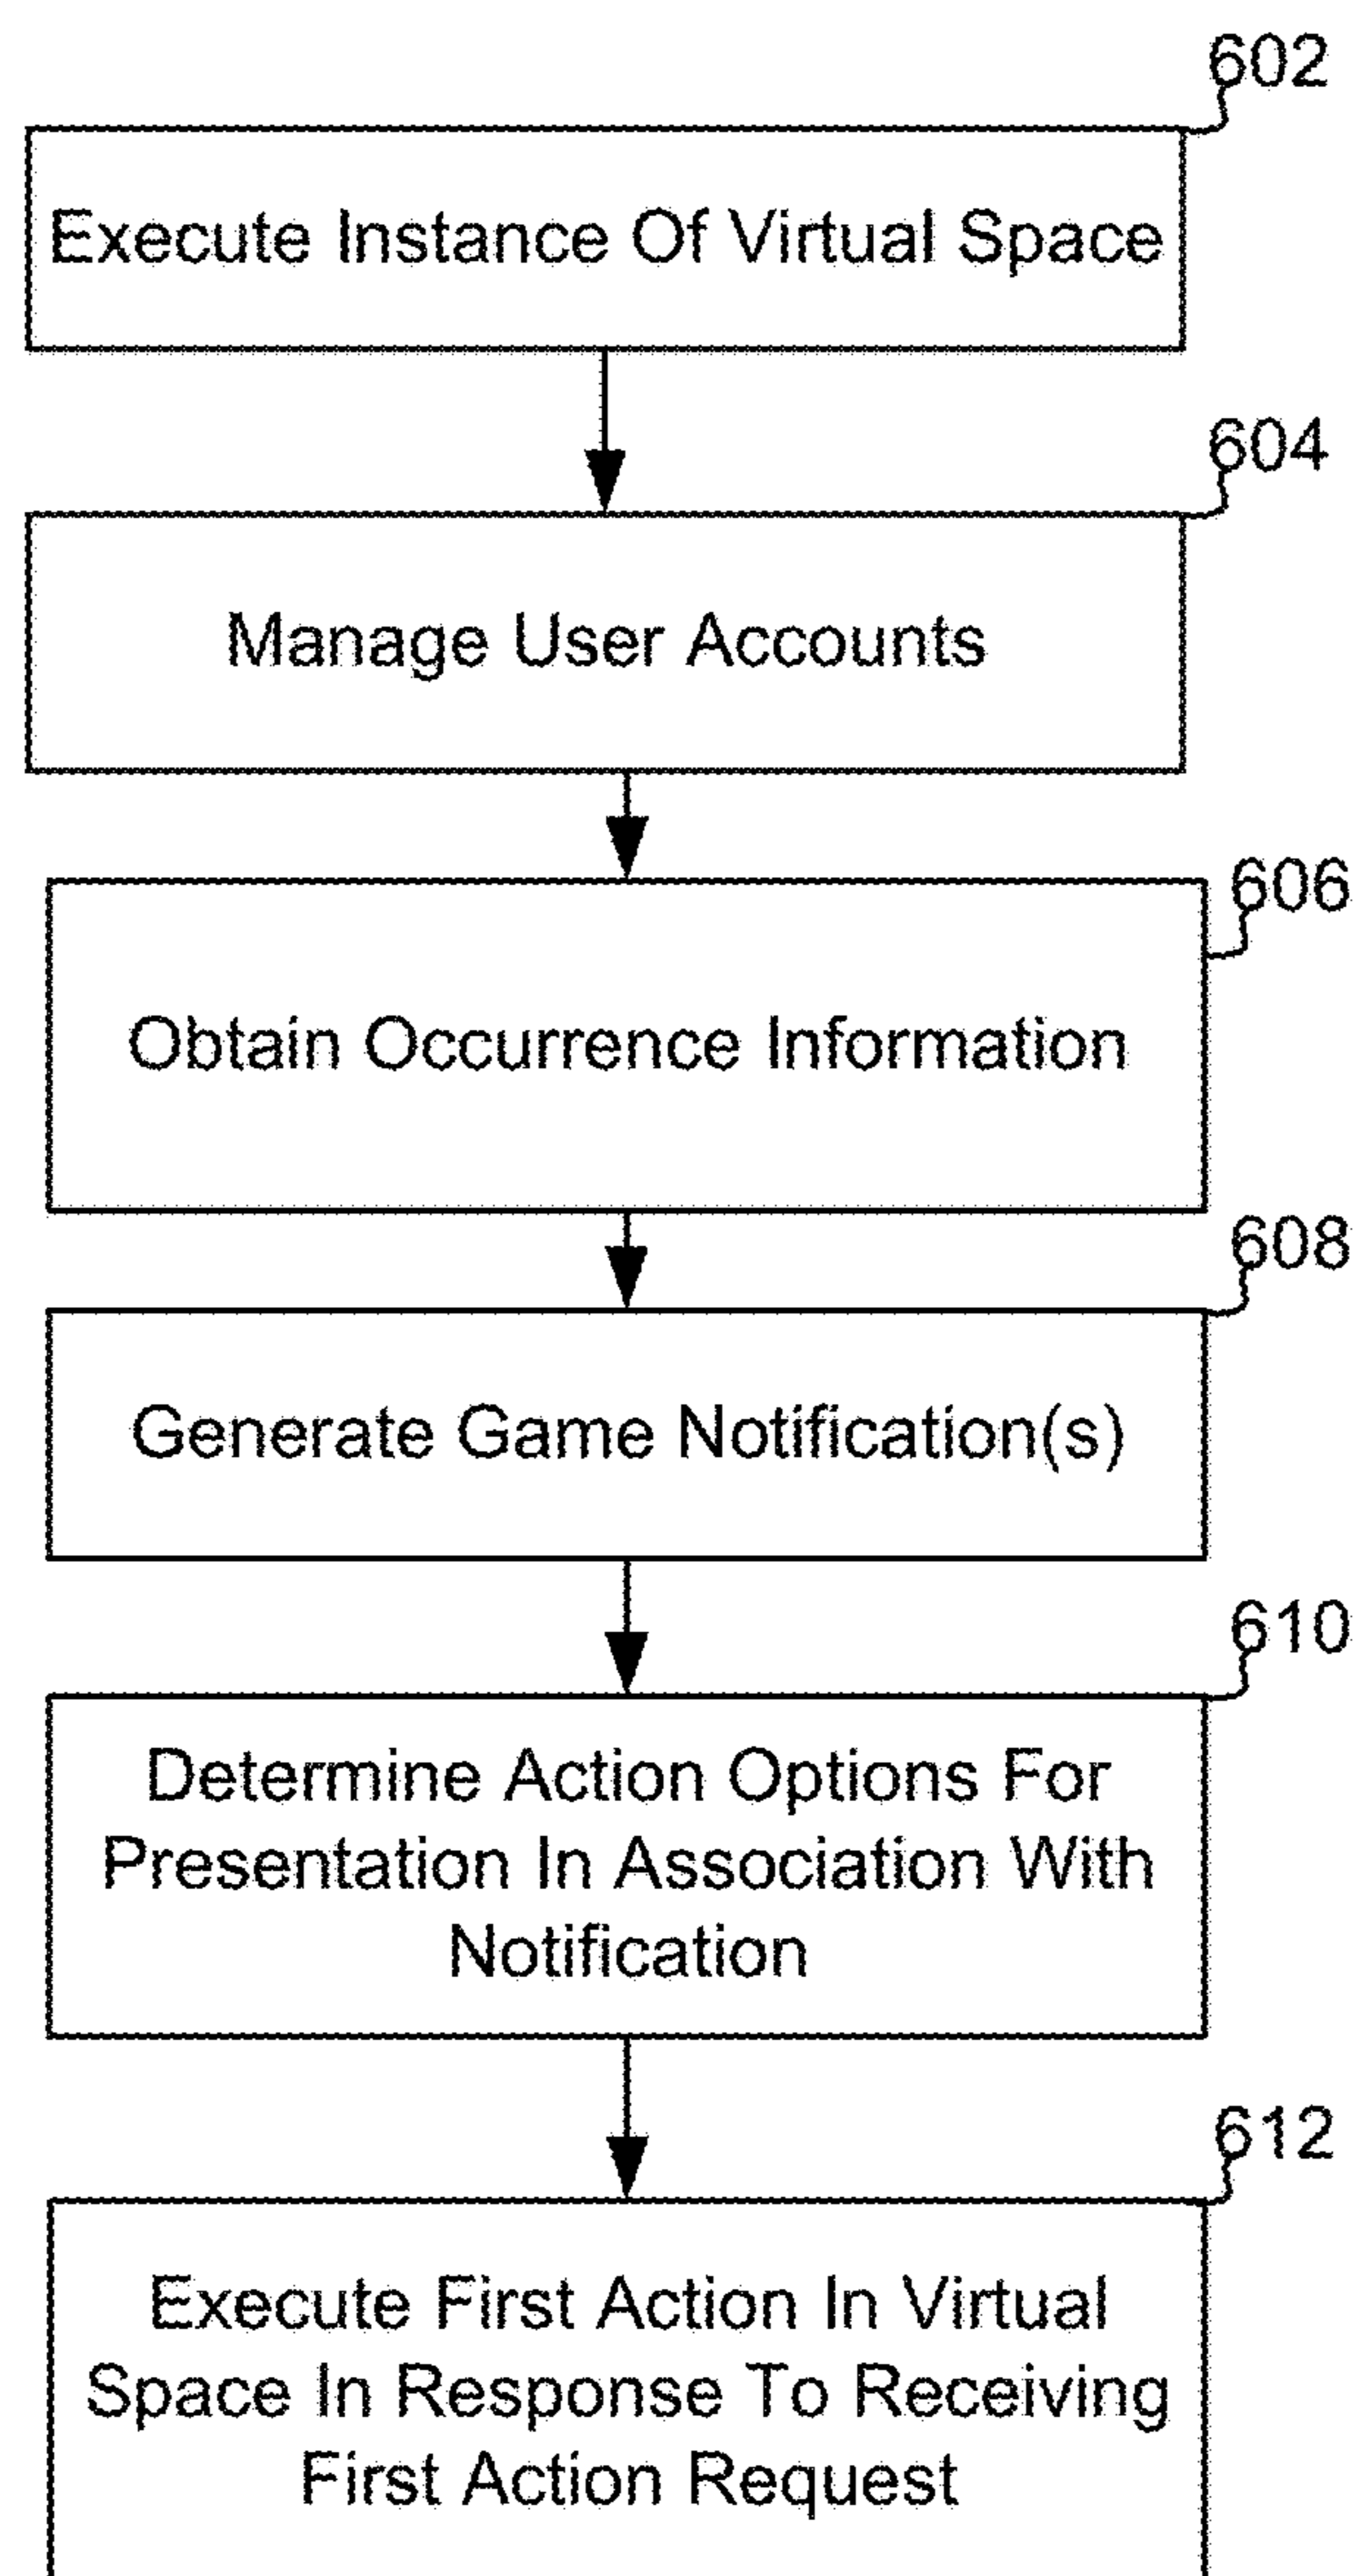 602
Execute Instance Of Virtual Space
604
Manage User Accounts
606
Obtain Occurrence Information
608
Generate Game Notification(s)
610
Determine Action Options For
Presentation In Association With
Notification
612
Execute First Action In Virtual
Space In Response To Receiving
First Action Request